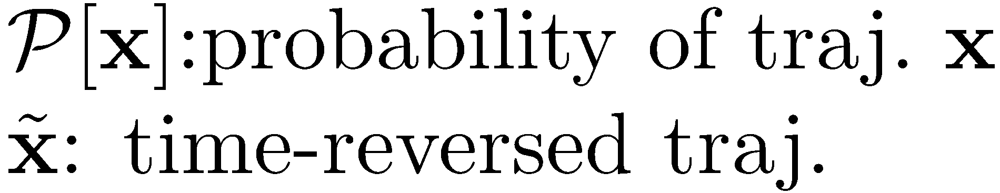 𝒫[𝐱]:probability of traj. 𝐱
𝐱̃: time-reversed traj.